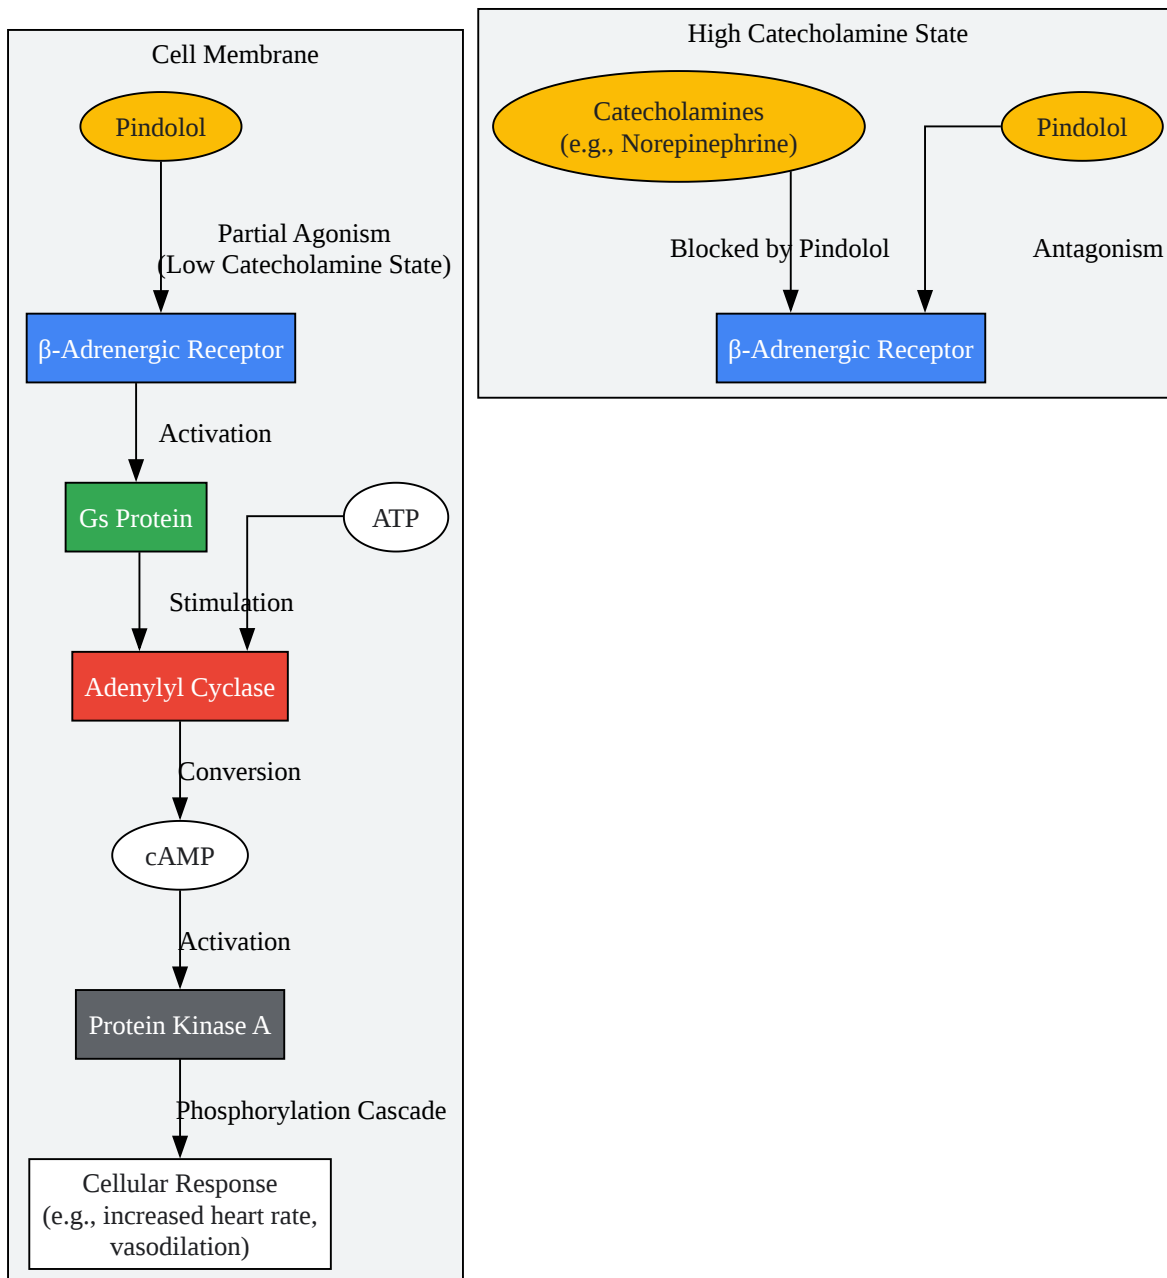 Cell Membrane
Pindolol
Partial Agonism
(Low Catecholamine State)
β-Adrenergic Receptor
Activation
Gs Protein
ATP
Stimulation
Adenylyl Cyclase
Conversion
cAMP
Activation
Protein Kinase A
Phosphorylation Cascade
Cellular Response
(e.g., increased heart rate,
vasodilation)
High Catecholamine State
Catecholamines
(e.g., Norepinephrine)
Pindolol
Blocked by Pindolol
Antagonism
β-Adrenergic Receptor